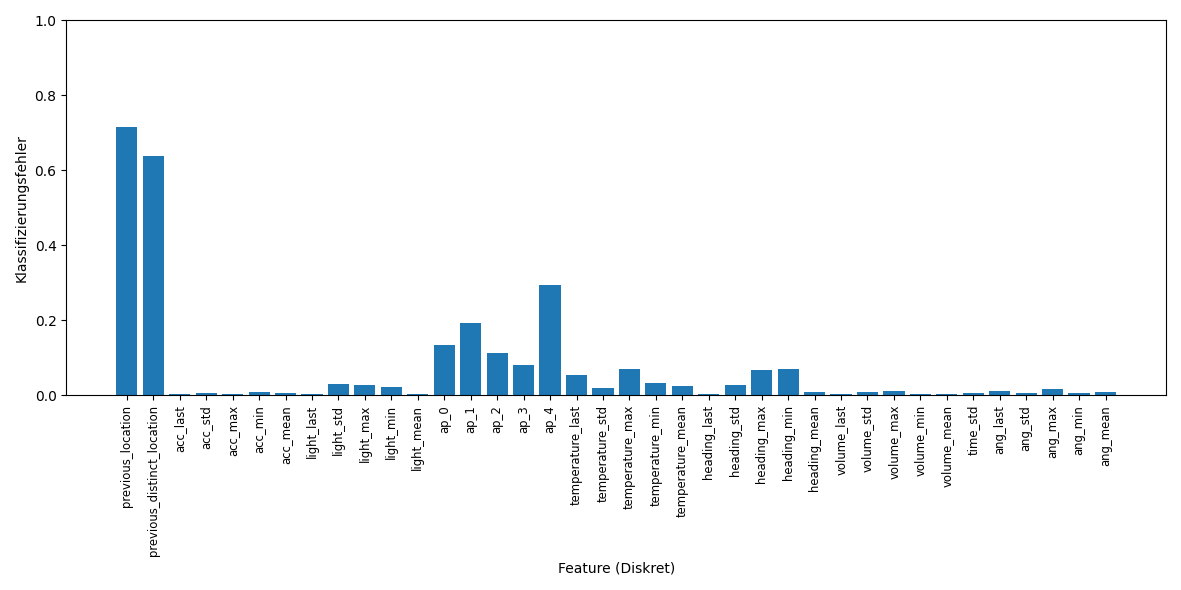 1.0
0.8
0.6
0.4
0.2
0.0
Klassifizierungsfehler
previous_location
previous_distinct_location
acc_last
acc_std
acc_max
acc_min
acc_mean
light_last
light_std
light_max
light_min
light_mean
ap_0
ap_1
ap_2
ap_3
ap_4
temperature_last
temperature_std
temperature_max
temperature_min
temperature_mean
heading_last
heading_std
heading_max
heading_min
heading_mean
volume_last
volume_std
volume_max
volume_min
volume_mean
time_std
ang_last
ang_std
ang_max
ang_min
ang_mean
Feature (Diskret)